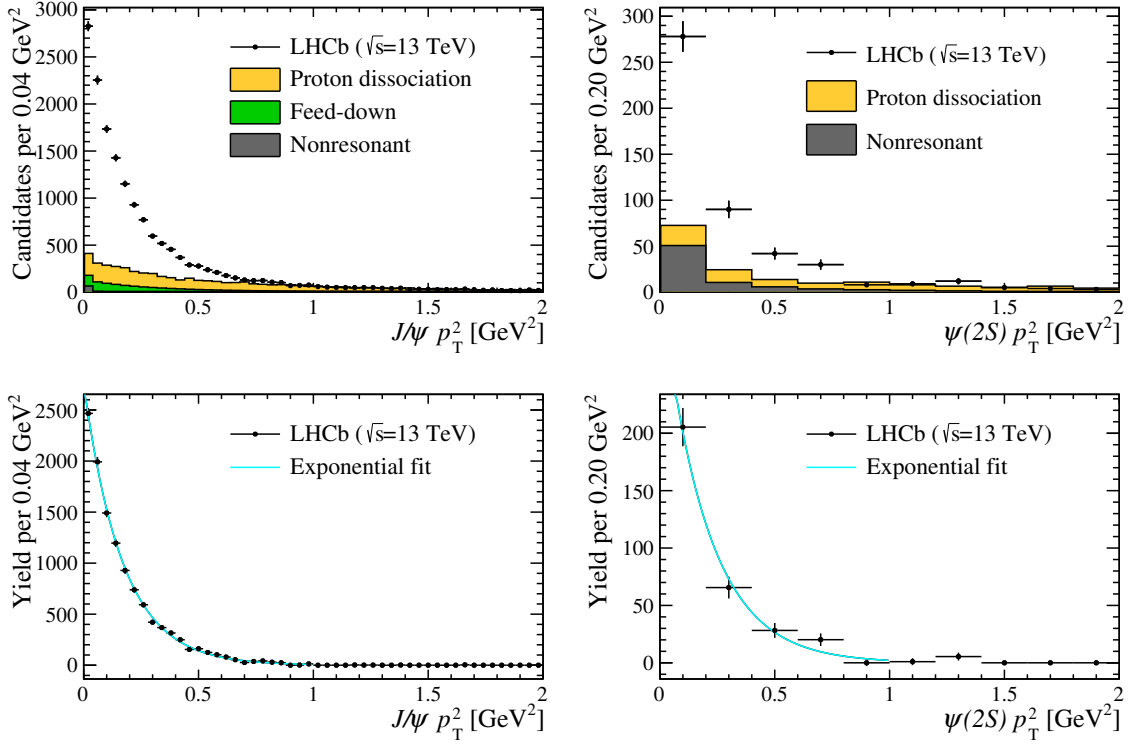 Candidates per 0.04 GeV²
3000
2500
2000
1500
1000
500
0
LHCb (√s=13 TeV)
Proton dissociation
Feed-down
Nonresonant
0 0.5 1 1.5 2
J/ψ p_T² [GeV²]
Candidates per 0.20 GeV²
300
250
200
150
100
50
0
LHCb (√s=13 TeV)
Proton dissociation
Nonresonant
0 0.5 1 1.5 2
ψ(2S) p_T² [GeV²]
Yield per 0.04 GeV²
2500
2000
1500
1000
500
0
LHCb (√s=13 TeV)
Exponential fit
0 0.5 1 1.5 2
J/ψ p_T² [GeV²]
Yield per 0.20 GeV²
200
150
100
50
0
LHCb (√s=13 TeV)
Exponential fit
0 0.5 1 1.5 2
ψ(2S) p_T² [GeV²]